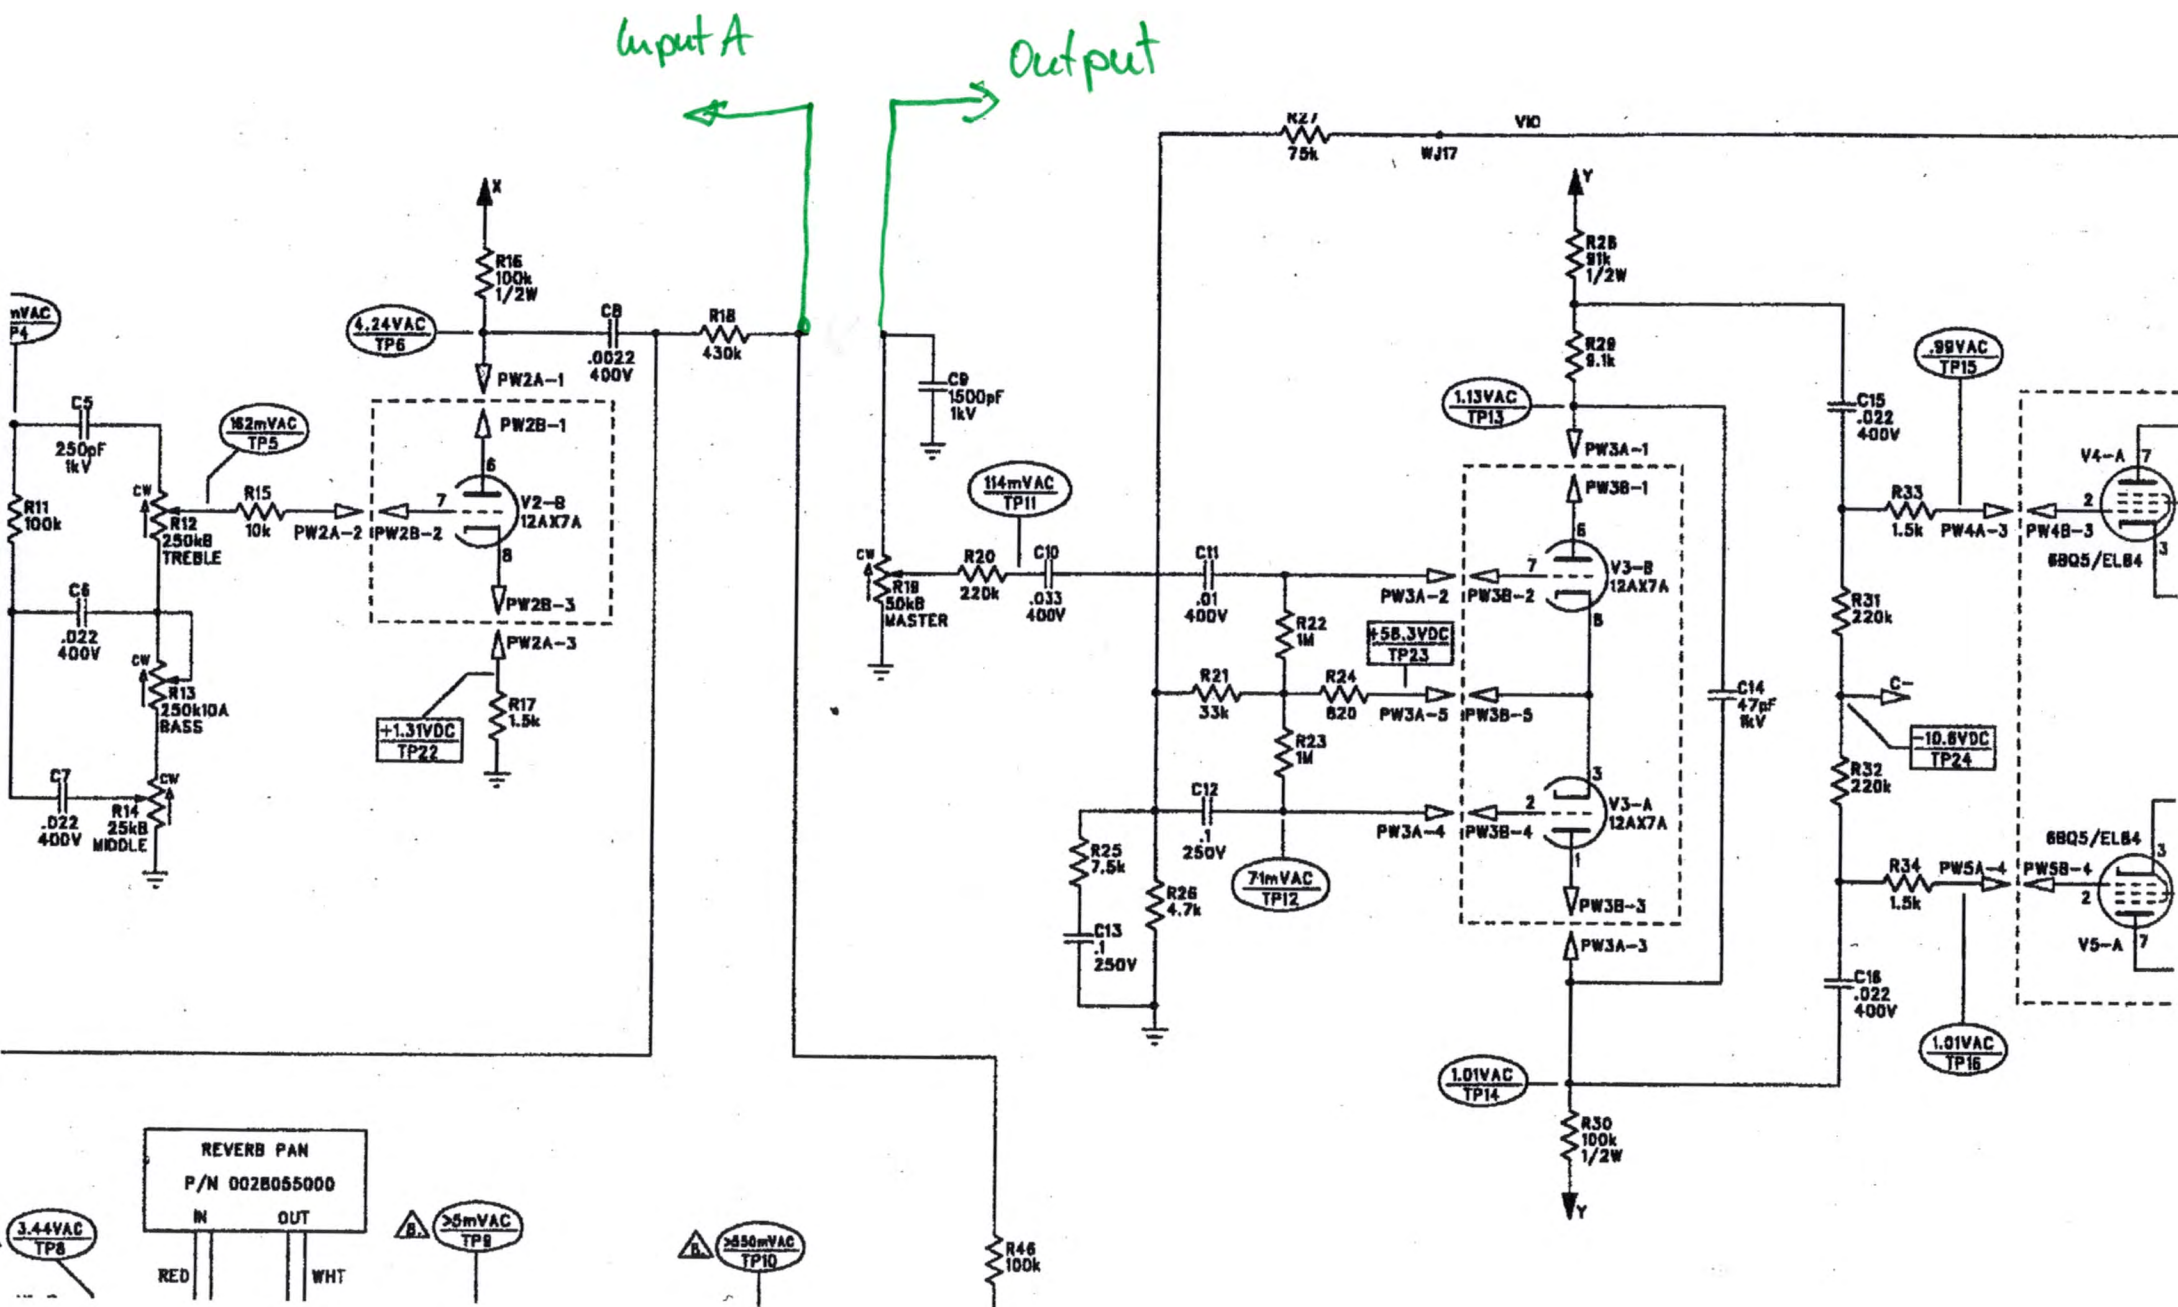 Input A
Output
R27
75k
WJ17
VIO
X
R16
100k
1/2W
4.24VAC
TP6
C8
.0022
400V
R18
430k
PW2A-1
PW2B-1
6
7
V2-B
12AX7A
8
PW2B-3
PW2A-3
R17
1.5k
+1.31VDC
TP22
C5
250pF
1kV
162mVAC
TP5
R11
100k
CW
R12
250kB
TREBLE
R15
10k
PW2A-2
PW2B-2
C6
.022
400V
CW
R13
250k10A
BASS
C7
.022
400V
CW
R14
25kB
MIDDLE
C9
1500pF
1kV
114mVAC
TP11
CW
R19
50kB
MASTER
R20
220k
C10
.033
400V
C11
.01
400V
R22
1M
R21
33k
R24
820
R23
1M
+58.3VDC
TP23
C12
.1
250V
R25
7.5k
C13
.1
250V
R26
4.7k
71mVAC
TP12
Y
R28
91k
1/2W
R29
9.1k
1.13VAC
TP13
PW3A-1
PW3B-1
6
7
V3-B
12AX7A
8
PW3A-2
PW3B-2
PW3A-5
PW3B-5
PW3A-4
PW3B-4
3
2
V3-A
12AX7A
1
PW3B-3
PW3A-3
C14
47pF
1kV
1.01VAC
TP14
R30
100k
1/2W
Y
C15
.022
400V
.99VAC
TP15
R33
1.5k
PW4A-3
PW4B-3
V4-A
7
2
3
6BQ5/EL84
R31
220k
C-
-10.6VDC
TP24
R32
220k
R34
1.5k
PW5A-4
PW5B-4
6BQ5/EL84
3
2
V5-A
7
C16
.022
400V
1.01VAC
TP16
REVERB PAN
P/N 0028055000
IN
OUT
RED
WHT
3.44VAC
TP8
>5mVAC
TP9
>550mVAC
TP10
R46
100k